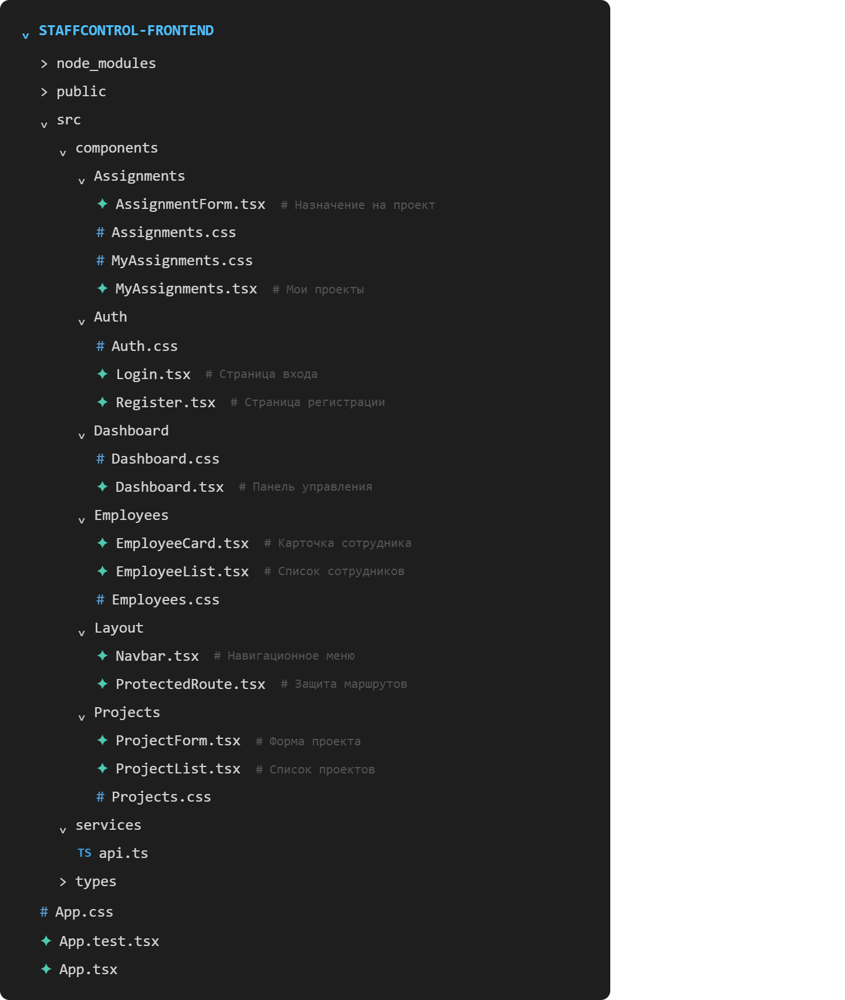 ˅ STAFFCONTROL-FRONTEND
> node_modules
> public
˅ src
˅ components
˅ Assignments
✦ AssignmentForm.tsx # Назначение на проект
# Assignments.css
# MyAssignments.css
✦ MyAssignments.tsx # Мои проекты
˅ Auth
# Auth.css
✦ Login.tsx # Страница входа
✦ Register.tsx # Страница регистрации
˅ Dashboard
# Dashboard.css
✦ Dashboard.tsx # Панель управления
˅ Employees
✦ EmployeeCard.tsx # Карточка сотрудника
✦ EmployeeList.tsx # Список сотрудников
# Employees.css
˅ Layout
✦ Navbar.tsx # Навигационное меню
✦ ProtectedRoute.tsx # Защита маршрутов
˅ Projects
✦ ProjectForm.tsx # Форма проекта
✦ ProjectList.tsx # Список проектов
# Projects.css
˅ services
TS api.ts
> types
# App.css
✦ App.test.tsx
✦ App.tsx